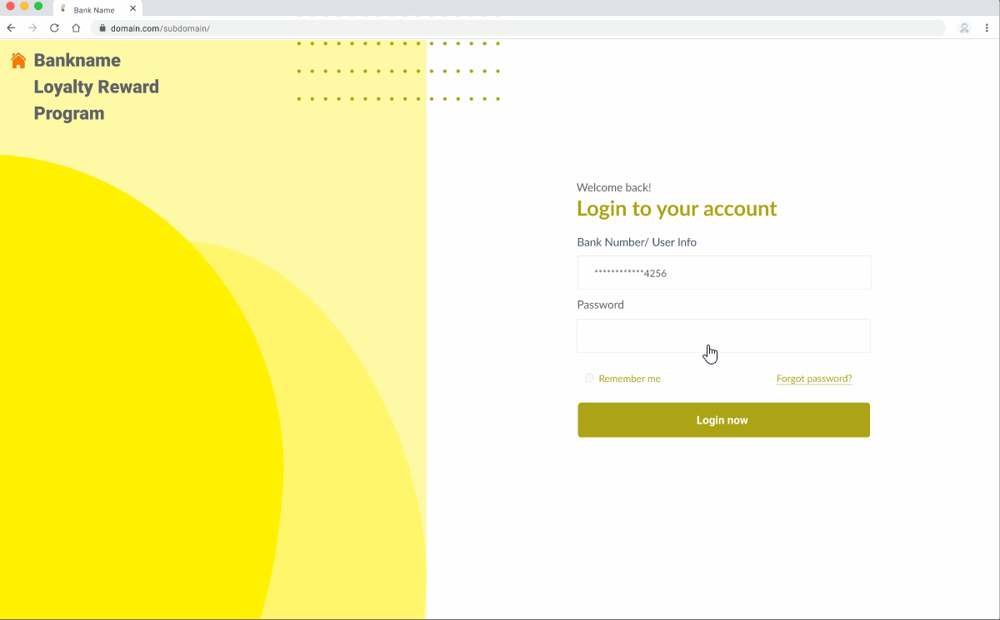 Bank Name
domain.com/subdomain/
Bankname
Loyalty Reward
Program
Welcome back!
Login to your account
Bank Number/ User Info
************4256
Password
Remember me
Forgot password?
Login now